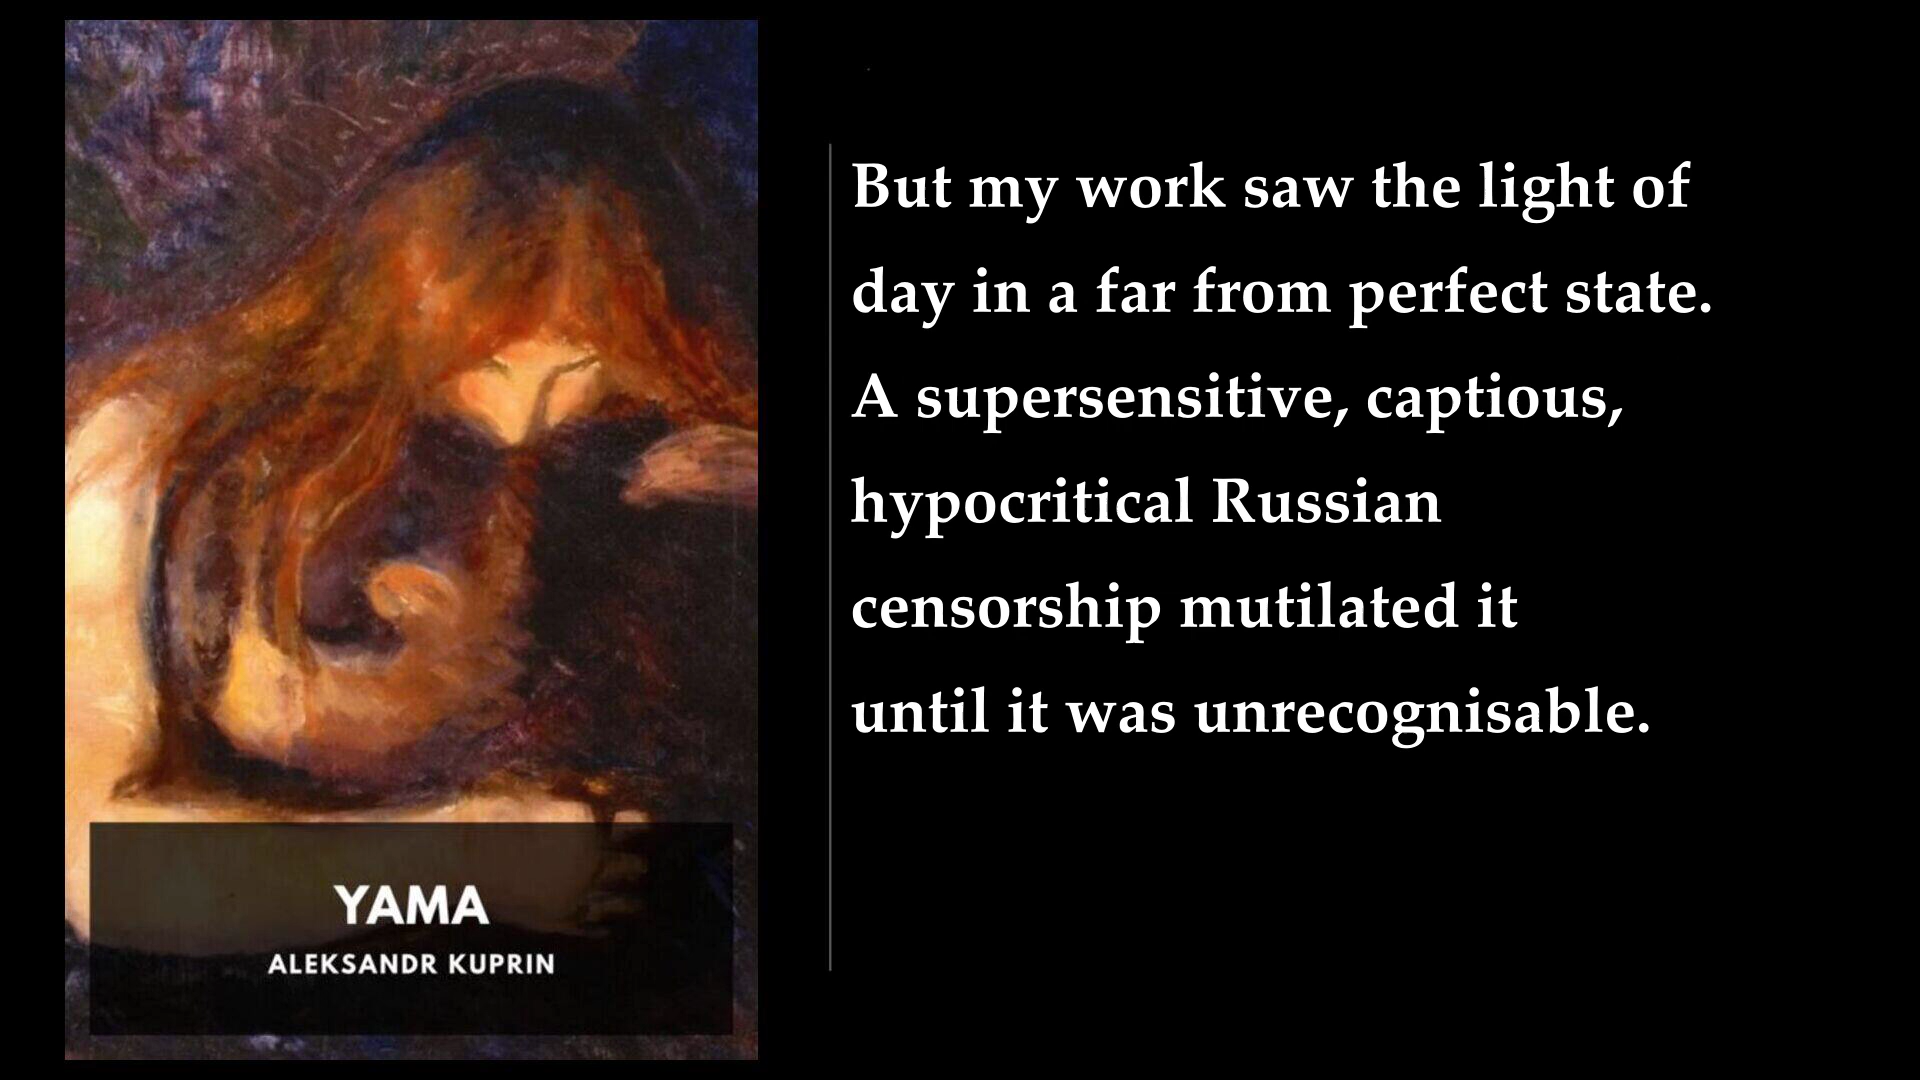 YAMA
ALEKSANDR KUPRIN
But my work saw the light of
day in a far from perfect state.
A supersensitive, captious,
hypocritical Russian
censorship mutilated it
until it was unrecognisable.